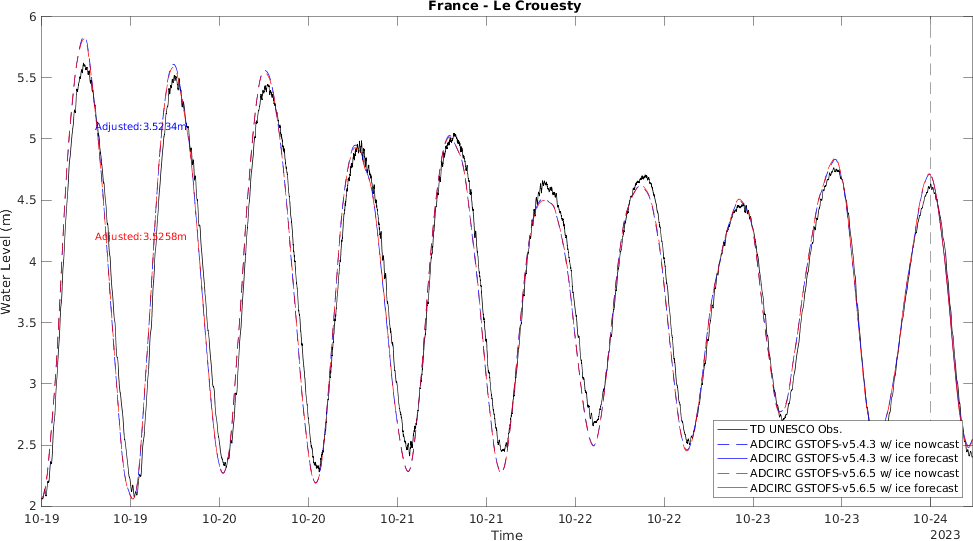 France - Le Crouesty
6
5.5
5
4.5
4
3.5
3
2.5
2
Water Level (m)
Adjusted:3.5234m
Adjusted:3.5258m
TD UNESCO Obs.
ADCIRC GSTOFS-v5.4.3 w/ ice nowcast
ADCIRC GSTOFS-v5.4.3 w/ ice forecast
ADCIRC GSTOFS-v5.6.5 w/ ice nowcast
ADCIRC GSTOFS-v5.6.5 w/ ice forecast
10-19 10-19 10-20 10-20 10-21 10-21 10-22 10-22 10-23 10-23 10-24
Time
2023